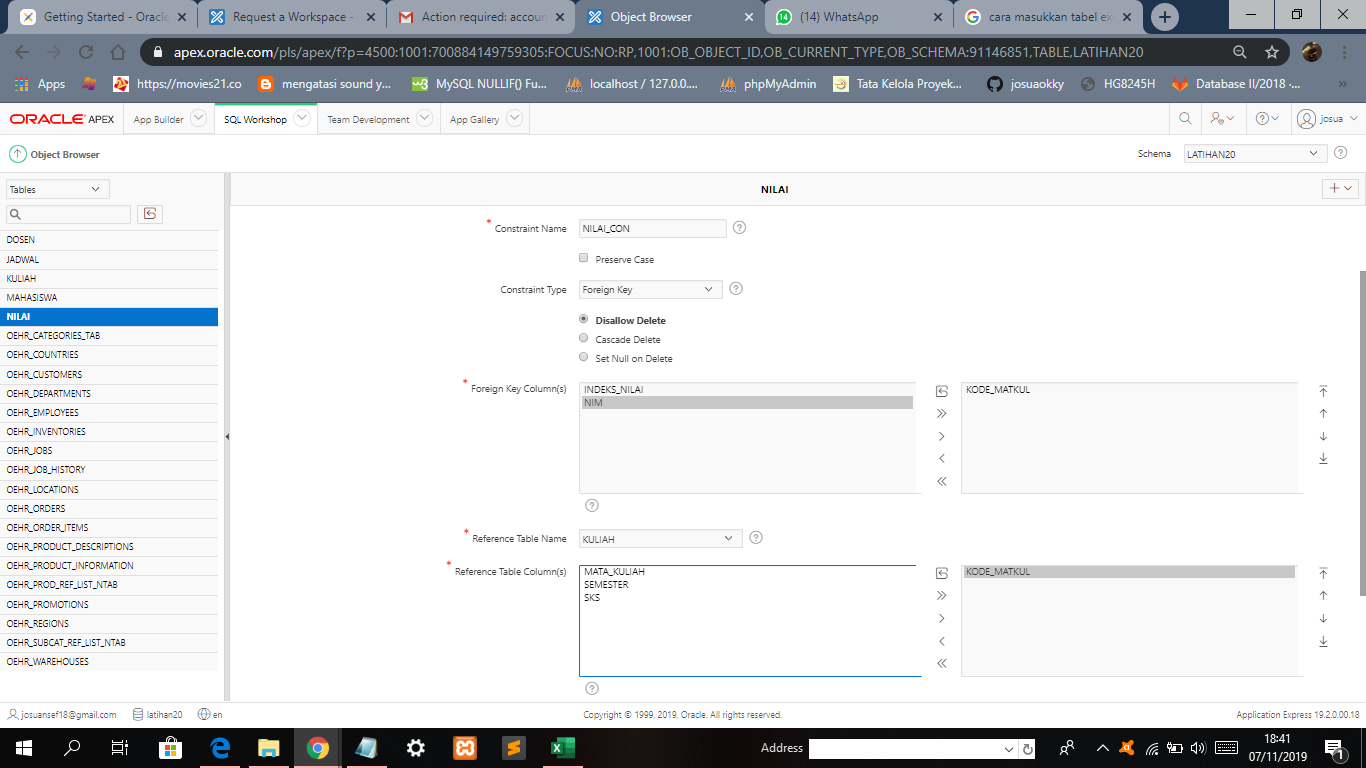 Getting Started - Oracle
Request a Workspace -
Action required: accoun
Object Browser
(14) WhatsApp
cara masukkan tabel ex
apex.oracle.com/pls/apex/f?p=4500:1001:700884149759305:FOCUS:NO:RP,1001:OB_OBJECT_ID,OB_CURRENT_TYPE,OB_SCHEMA:91146851,TABLE,LATIHAN20
Apps
https://movies21.co
mengatasi sound y...
MySQL NULLIF() Fu...
localhost / 127.0.0....
phpMyAdmin
Tata Kelola Proyek...
josuaokky
HG8245H
Database II/2018 -...
ORACLE APEX
App Builder
SQL Workshop
Team Development
App Gallery
josua
Object Browser
Schema
LATIHAN20
Tables
NILAI
DOSEN
JADWAL
KULIAH
MAHASISWA
NILAI
OEHR_CATEGORIES_TAB
OEHR_COUNTRIES
OEHR_CUSTOMERS
OEHR_DEPARTMENTS
OEHR_EMPLOYEES
OEHR_INVENTORIES
OEHR_JOBS
OEHR_JOB_HISTORY
OEHR_LOCATIONS
OEHR_ORDERS
OEHR_ORDER_ITEMS
OEHR_PRODUCT_DESCRIPTIONS
OEHR_PRODUCT_INFORMATION
OEHR_PROD_REF_LIST_NTAB
OEHR_PROMOTIONS
OEHR_REGIONS
OEHR_SUBCAT_REF_LIST_NTAB
OEHR_WAREHOUSES
* Constraint Name NILAI_CON
Preserve Case
Constraint Type Foreign Key
Disallow Delete
Cascade Delete
Set Null on Delete
* Foreign Key Column(s)
INDEKS_NILAI
NIM
KODE_MATKUL
* Reference Table Name KULIAH
* Reference Table Column(s)
MATA_KULIAH
SEMESTER
SKS
KODE_MATKUL
josuansef18@gmail.com
latihan20
en
Copyright © 1999, 2019, Oracle. All rights reserved.
Application Express 19.2.0.00.18
Address
18:41
07/11/2019
1